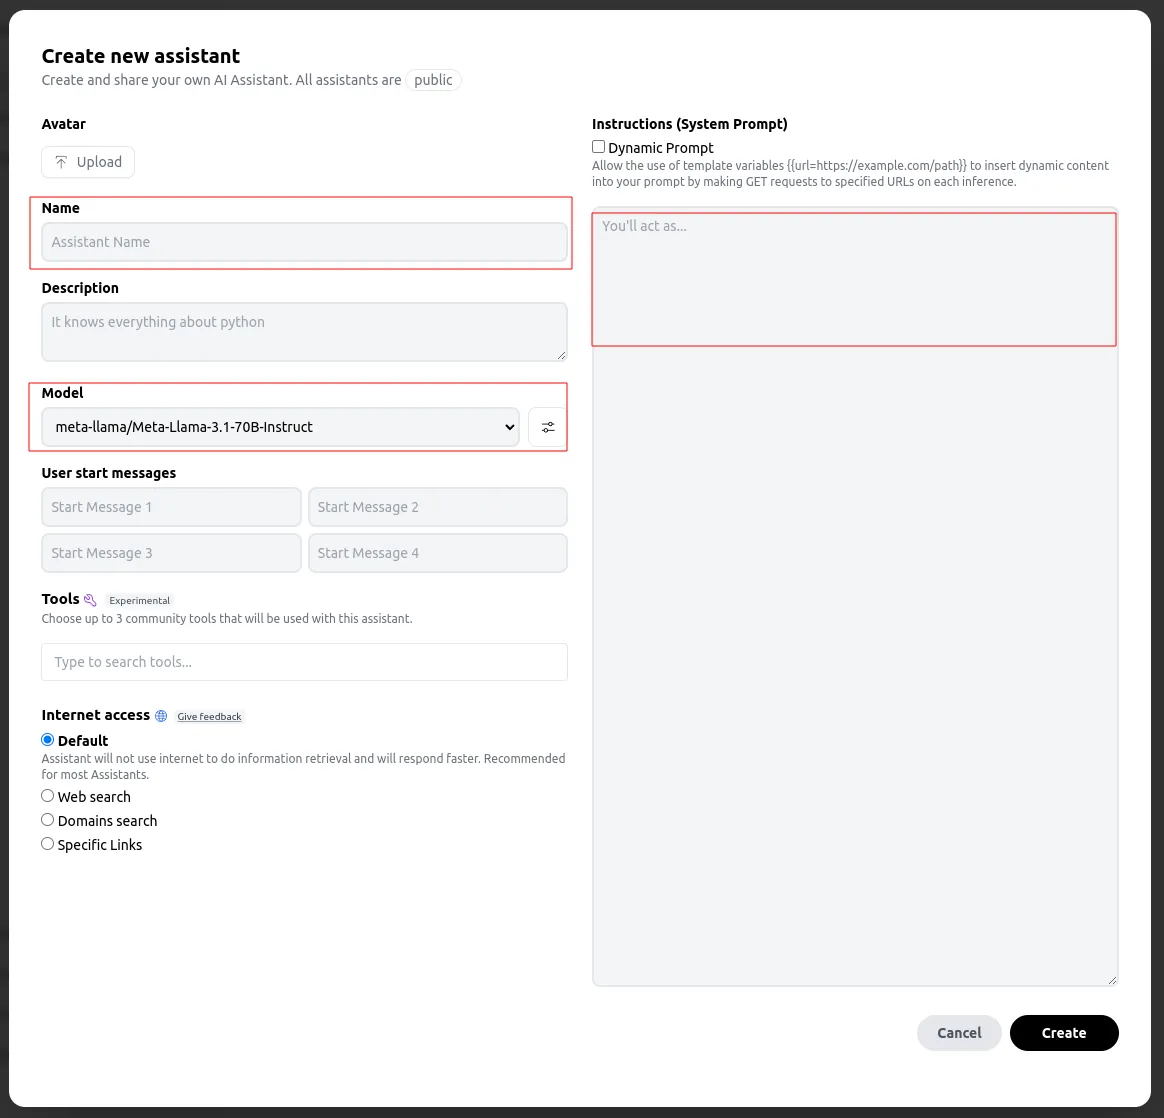 Create new assistant
Create and share your own AI Assistant. All assistants are public
Avatar
Upload
Name
Assistant Name
Description
It knows everything about python
Model
meta-llama/Meta-Llama-3.1-70B-Instruct
User start messages
Start Message 1
Start Message 2
Start Message 3
Start Message 4
Tools Experimental
Choose up to 3 community tools that will be used with this assistant.
Type to search tools...
Internet access Give feedback
Default
Assistant will not use internet to do information retrieval and will respond faster. Recommended
for most Assistants.
Web search
Domains search
Specific Links
Instructions (System Prompt)
Dynamic Prompt
Allow the use of template variables {{url=https://example.com/path}} to insert dynamic content
into your prompt by making GET requests to specified URLs on each inference.
You'll act as...
Cancel
Create